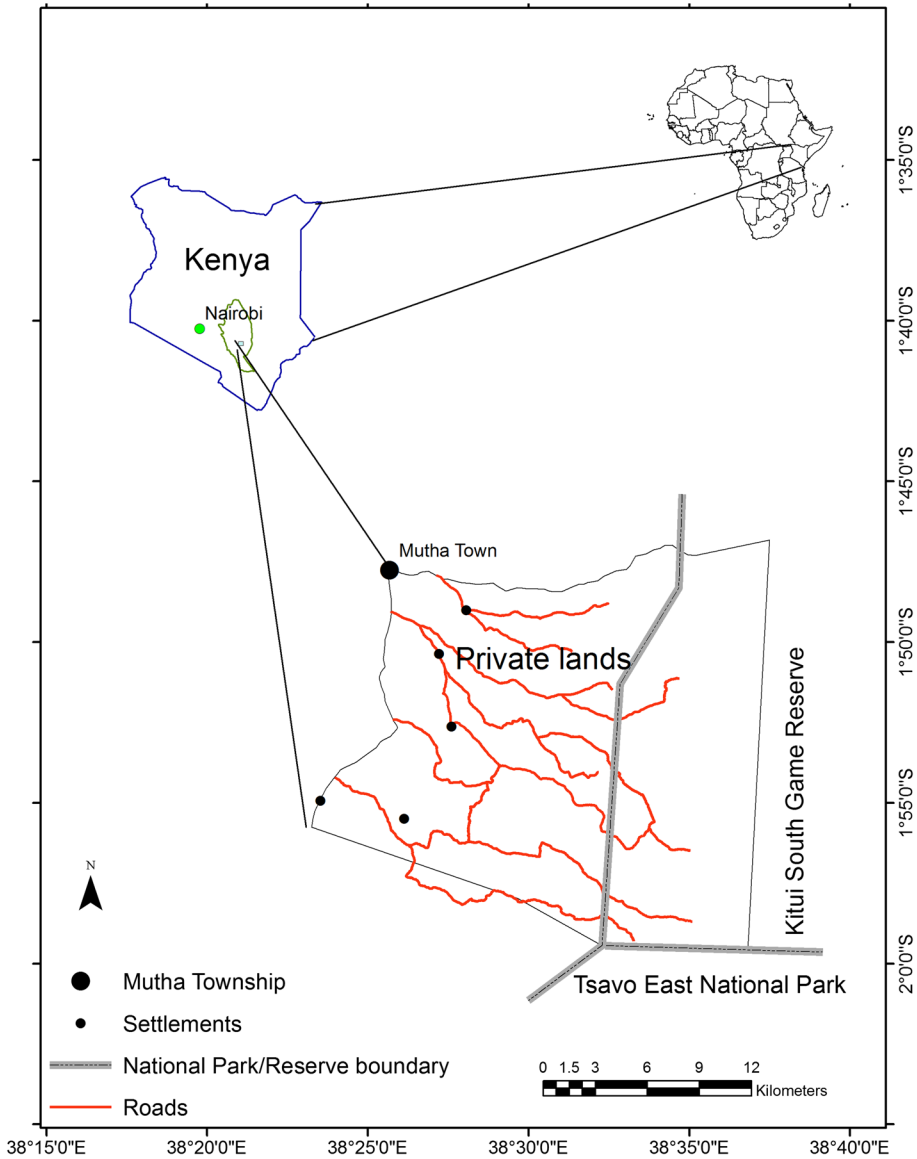 Kenya
Nairobi
1°35'0"S
1°40'0"S
1°45'0"S
1°50'0"S
1°55'0"S
2°0'0"S
Mutha Town
Private lands
Kitui South Game Reserve
Tsavo East National Park
N
Mutha Township
Settlements
National Park/Reserve boundary
Roads
0 1.5 3 6 9 12
Kilometers
38°15'0"E 38°20'0"E 38°25'0"E 38°30'0"E 38°35'0"E 38°40'0"E